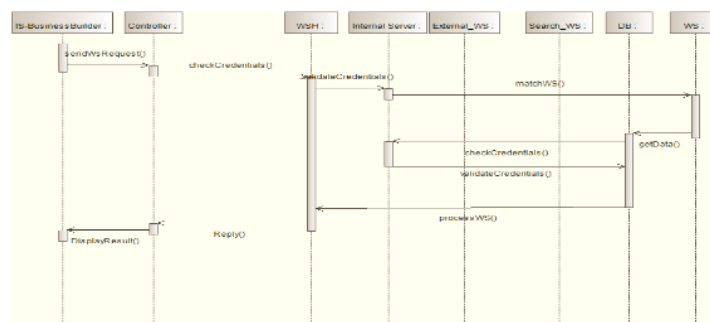 IS-BusinessBuilder : Controller : WSH : Internal Server : External_WS : Search_WS : DB : WS :
sendWsRequest()
checkCredentials()
validateCredentials()
matchWS()
getData()
checkCredentials()
validateCredentials()
processWS()
Reply()
DisplayResult()